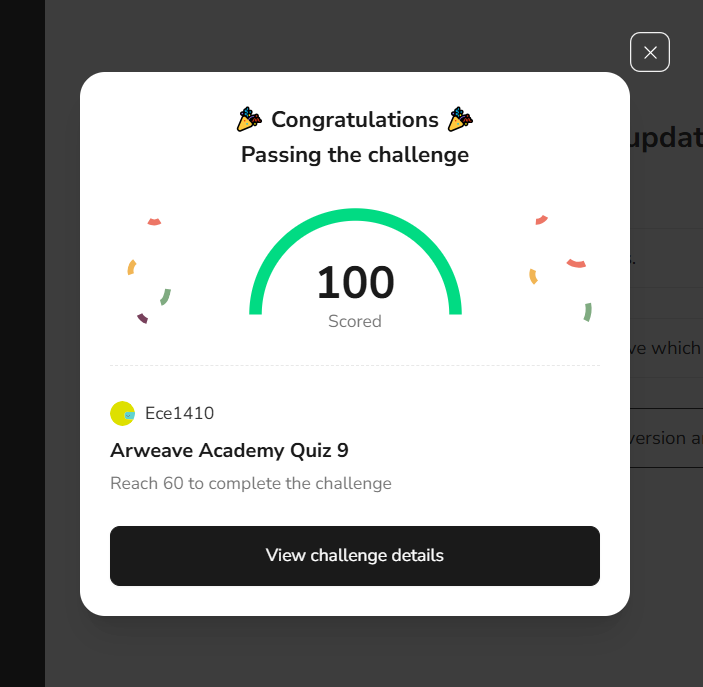 🎉 Congratulations 🎉
Passing the challenge
updat
100
Scored
s.
ve which
Ece1410
version a
Arweave Academy Quiz 9
Reach 60 to complete the challenge
View challenge details